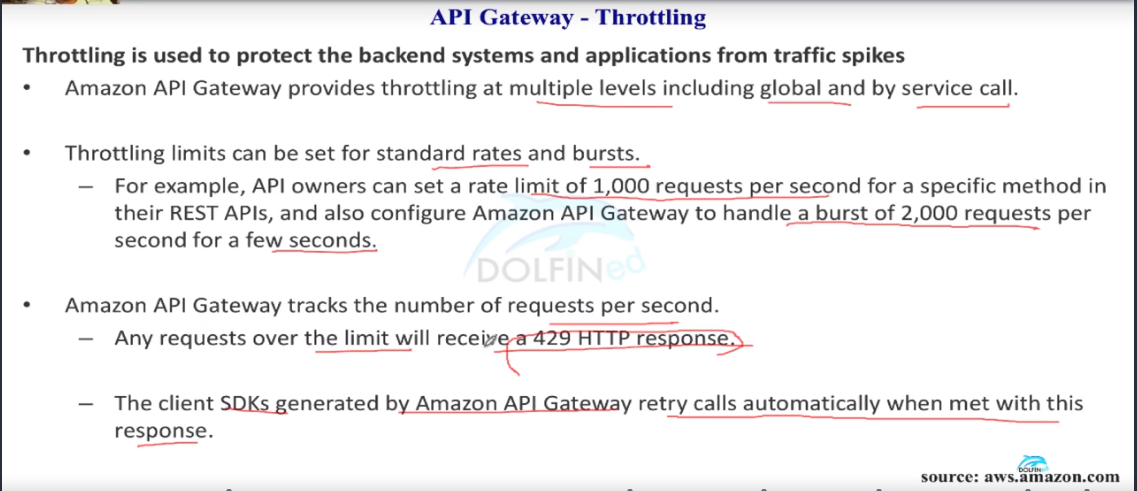 API Gateway - Throttling
Throttling is used to protect the backend systems and applications from traffic spikes
• Amazon API Gateway provides throttling at multiple levels including global and by service call.
• Throttling limits can be set for standard rates and bursts.
– For example, API owners can set a rate limit of 1,000 requests per second for a specific method in
their REST APIs, and also configure Amazon API Gateway to handle a burst of 2,000 requests per
second for a few seconds.
DOLFINed
• Amazon API Gateway tracks the number of requests per second.
– Any requests over the limit will receive a 429 HTTP response.
– The client SDKs generated by Amazon API Gateway retry calls automatically when met with this
response.
DOLFINed
source: aws.amazon.com